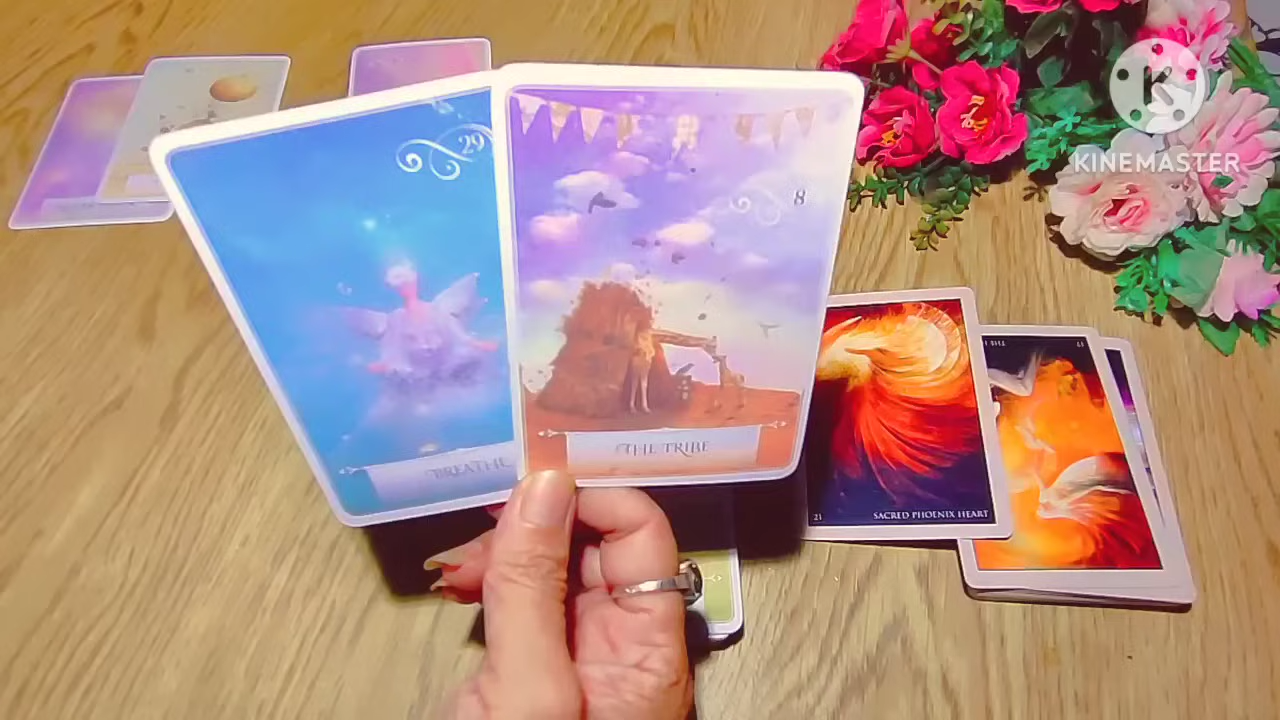 29
BREATHE
8
THE TRIBE
KINEMASTER
21
SACRED PHOENIX HEART